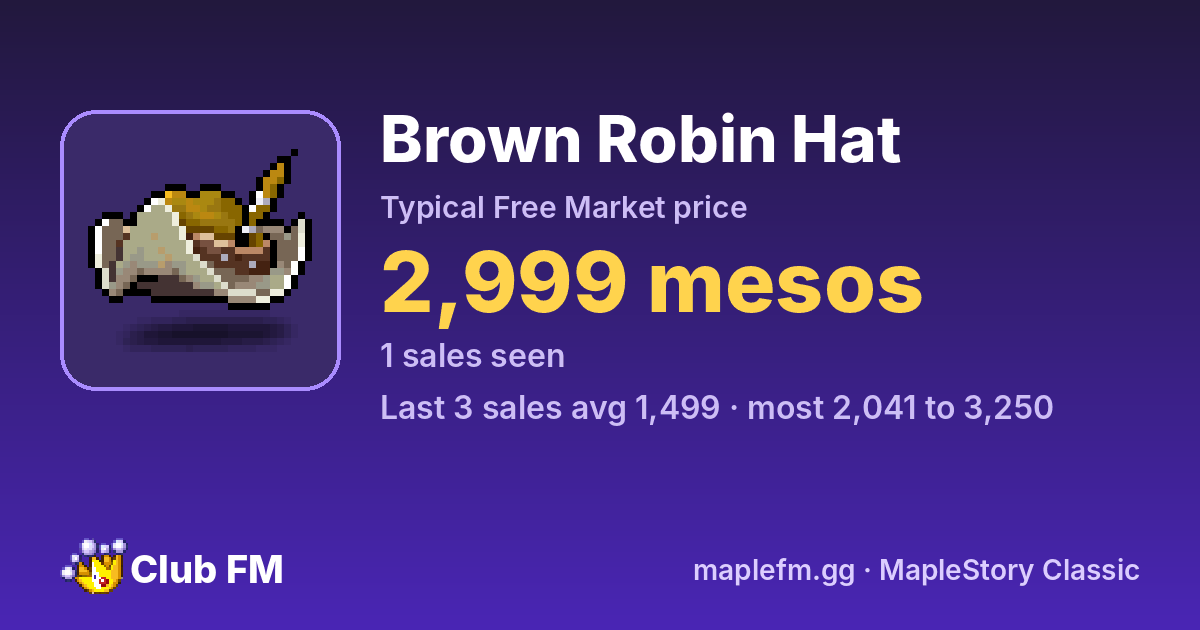 Brown Robin Hat
Typical Free Market price
2,999 mesos
1 sales seen
Last 3 sales avg 1,499 · most 2,041 to 3,250
Club FM
maplefm.gg · MapleStory Classic